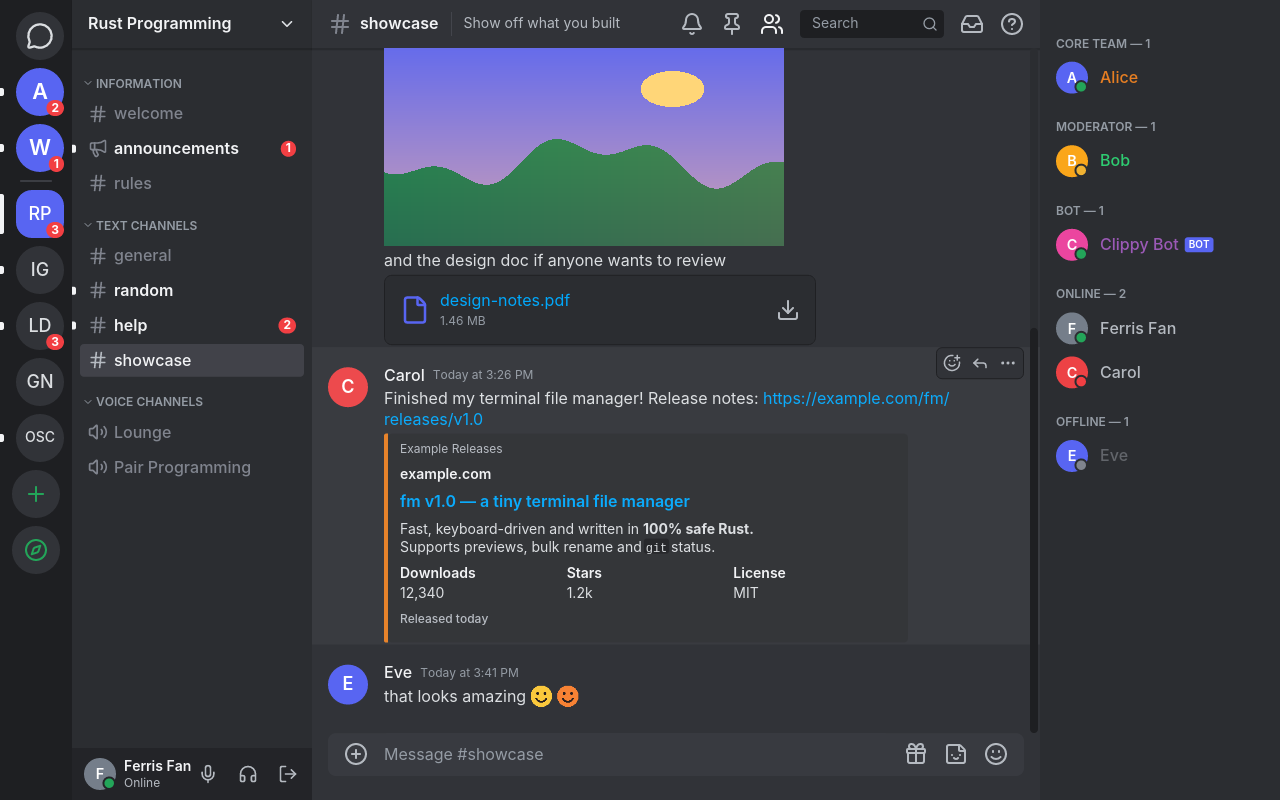 Rust Programming
showcase
Show off what you built
Search
A
2
W
1
RP
3
IG
LD
3
GN
OSC
INFORMATION
welcome
announcements
1
rules
TEXT CHANNELS
general
random
help
2
showcase
VOICE CHANNELS
Lounge
Pair Programming
F
Ferris Fan
Online
and the design doc if anyone wants to review
design-notes.pdf
1.46 MB
C
Carol Today at 3:26 PM
Finished my terminal file manager! Release notes: https://example.com/fm/
releases/v1.0
Example Releases
example.com
fm v1.0 — a tiny terminal file manager
Fast, keyboard-driven and written in 100% safe Rust.
Supports previews, bulk rename and git status.
Downloads Stars License
12,340 1.2k MIT
Released today
E
Eve Today at 3:41 PM
that looks amazing
Message #showcase
CORE TEAM — 1
A
Alice
MODERATOR — 1
B
Bob
BOT — 1
C
Clippy Bot BOT
ONLINE — 2
F
Ferris Fan
C
Carol
OFFLINE — 1
E
Eve